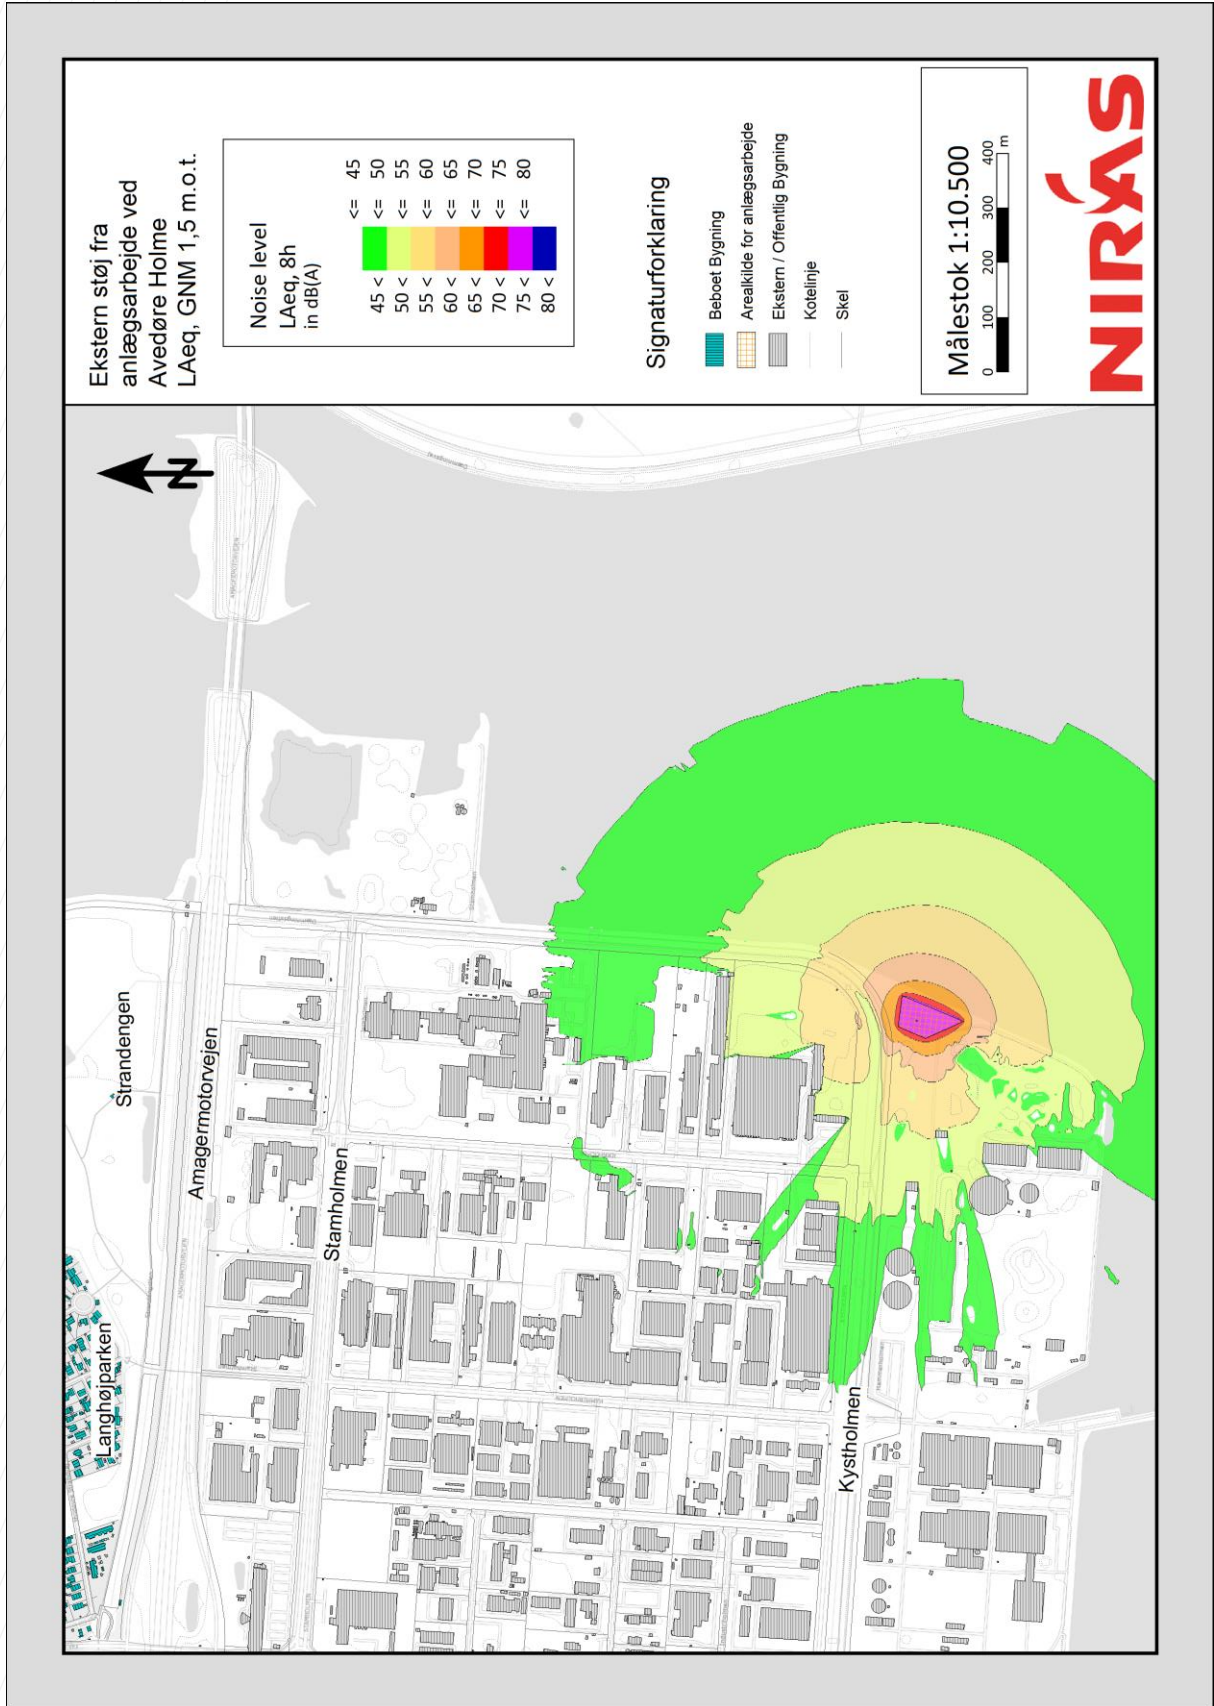 Ekstern støj fra
anlægsarbejde ved
Avedøre Holme
LAeq, GNM 1,5 m.o.t.
Noise level
LAeq, 8h
in dB(A)
<= 45
45 < <= 50
50 < <= 55
55 < <= 60
60 < <= 65
65 < <= 70
70 < <= 75
75 < <= 80
80 <
Signaturforklaring
Beboet Bygning
Arealkilde for anlægsarbejde
Ekstern / Offentlig Bygning
Kotelinje
Skel
Målestok 1:10.500
0 100 200 300 400
m
NIRAS
N
Strandengen
Langhøjparken
Amagermotorvejen
Stamholmen
Kystholmen